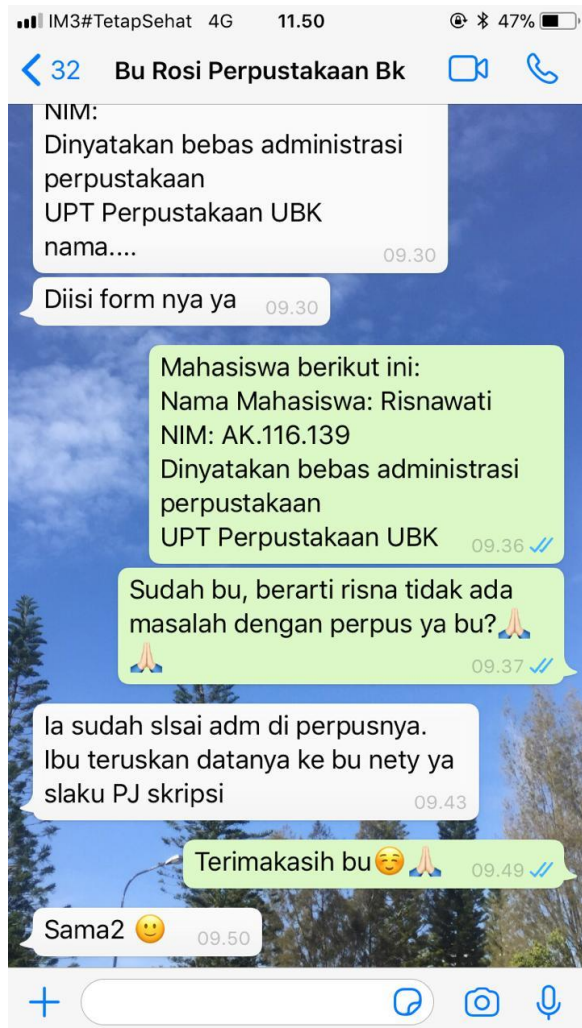 IM3#TetapSehat 4G 11.50 47%
32 Bu Rosi Perpustakaan Bk
NIM:
Dinyatakan bebas administrasi
perpustakaan
UPT Perpustakaan UBK
nama....
09.30
Diisi form nya ya 09.30
Mahasiswa berikut ini:
Nama Mahasiswa: Risnawati
NIM: AK.116.139
Dinyatakan bebas administrasi
perpustakaan
UPT Perpustakaan UBK 09.36
Sudah bu, berarti risna tidak ada
masalah dengan perpus ya bu?🙏🏻
🙏🏻 09.37
Ia sudah slsai adm di perpusnya.
Ibu teruskan datanya ke bu nety ya
slaku PJ skripsi 09.43
Terimakasih bu☺️🙏🏻 09.49
Sama2 🙂 09.50